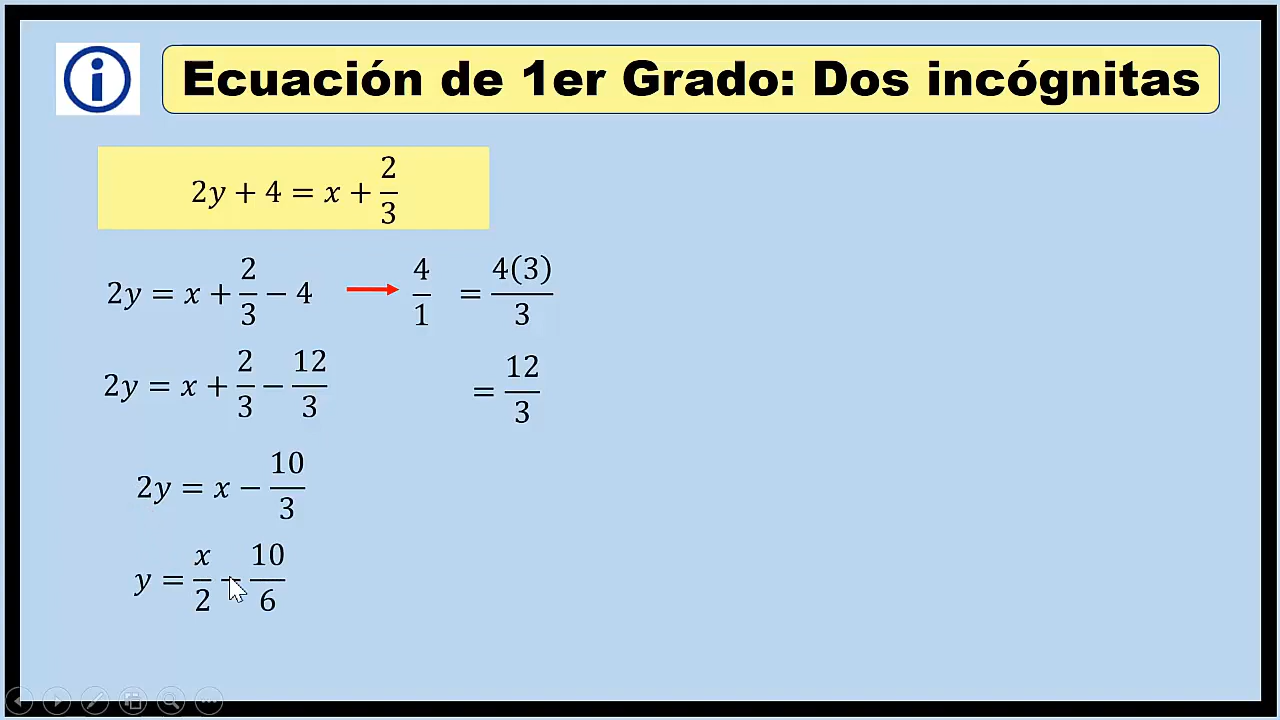 Ecuación de 1er Grado: Dos incógnitas
2y + 4 = x + 2/3
2y = x + 2/3 − 4 → 4/1 = 4(3)/3
2y = x + 2/3 − 12/3 = 12/3
2y = x − 10/3
y = x/2 − 10/6